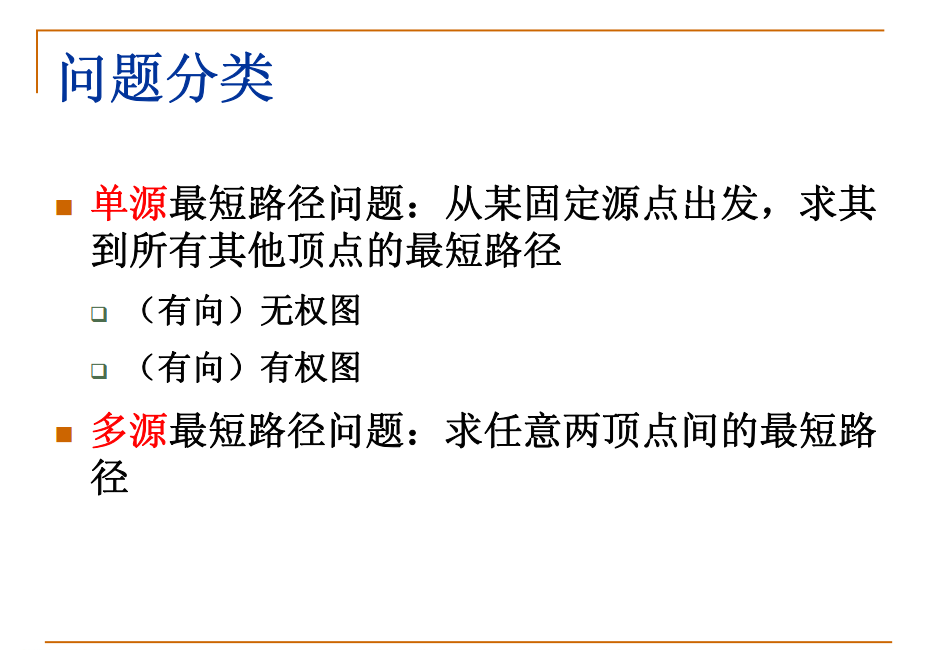 问题分类
单源最短路径问题：从某固定源点出发，求其
到所有其他顶点的最短路径
（有向）无权图
（有向）有权图
多源最短路径问题：求任意两顶点间的最短路
径